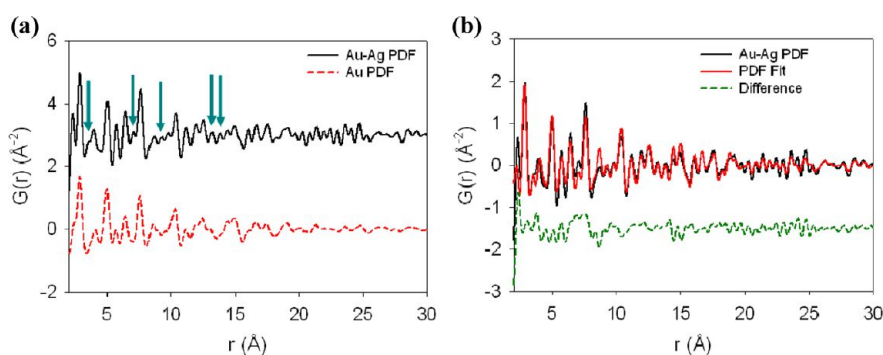 (a)
6
4
2
0
-2
G(r) (Å⁻²)
Au-Ag PDF
Au PDF
5 10 15 20 25 30
r (Å)
(b)
3
2
1
0
-1
-2
-3
G(r) (Å⁻²)
Au-Ag PDF
PDF Fit
Difference
5 10 15 20 25 30
r (Å)